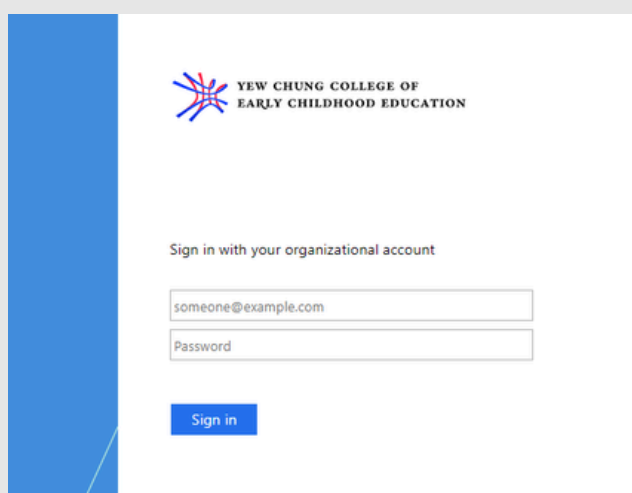 YEW CHUNG COLLEGE OF
EARLY CHILDHOOD EDUCATION
Sign in with your organizational account
someone@example.com
Password
Sign in